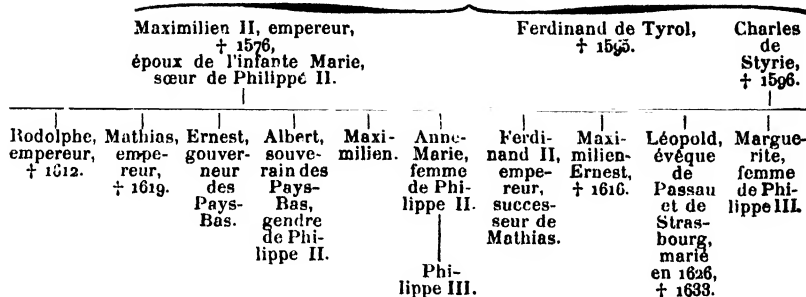 Maximilien II, empereur,
† 1576,
époux de l'infante Marie,
sœur de Philippe II.
Ferdinand de Tyrol,
† 1595.
Charles
de
Styrie,
† 1596.
Rodolphe,
empereur,
† 1612.
Mathias,
empe-
reur,
† 1619.
Ernest,
gouver-
neur
des
Pays-
Bas.
Albert,
souve-
rain des
Pays-
Bas,
gendre
de Phi-
lippe II.
Maxi-
milien.
Anne-
Marie,
femme
de Phi-
lippe II.
Phi-
lippe III.
Ferdi-
nand II,
empe-
reur,
succes-
seur de
Mathias.
Maxi-
milien-
Ernest,
† 1616.
Léopold,
évêque
de
Passau
et de
Stras-
bourg,
marié
en 1626,
† 1633.
Margue-
rite,
femme
de Phi-
lippe III.